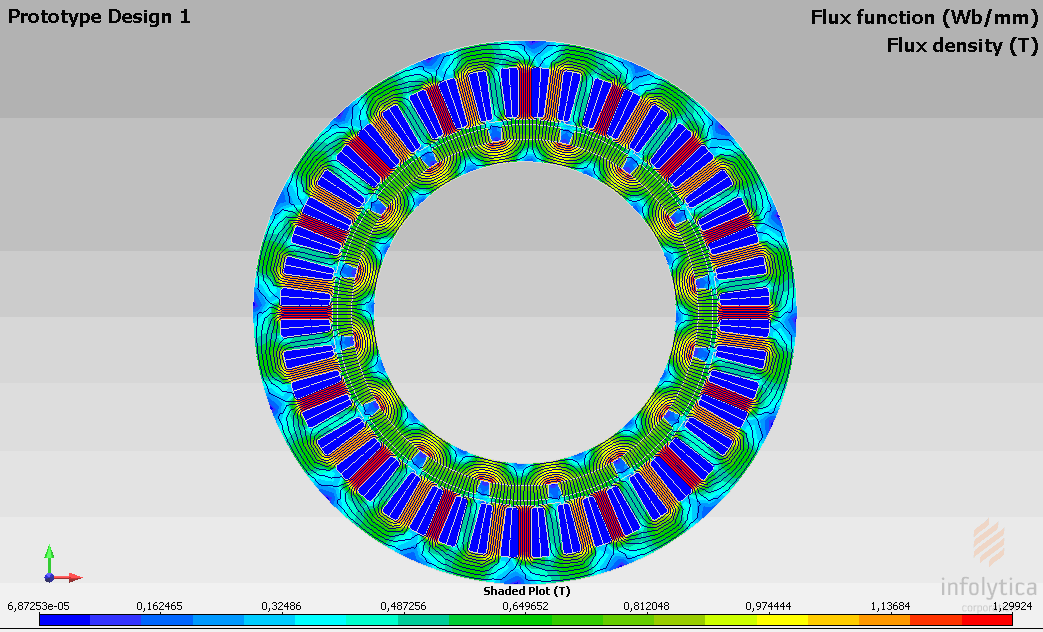 Prototype Design 1
Flux function (Wb/mm)
Flux density (T)
infolytica
corporation
Shaded Plot (T)
6,87253e-05 0,162465 0,32486 0,487256 0,649652 0,812048 0,974444 1,13684 1,29924